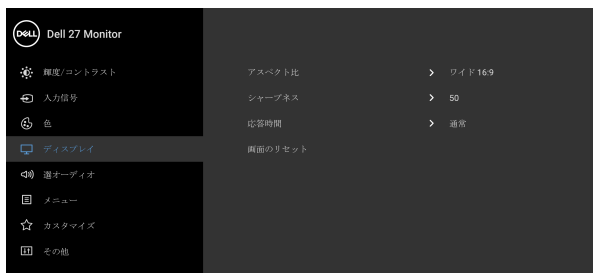 DELL Dell 27 Monitor
輝度/コントラスト
アスペクト比 ワイド16:9
入力信号
シャープネス 50
色
応答時間 通常
ディスプレイ
画面のリセット
選オーディオ
メニュー
カスタマイズ
その他